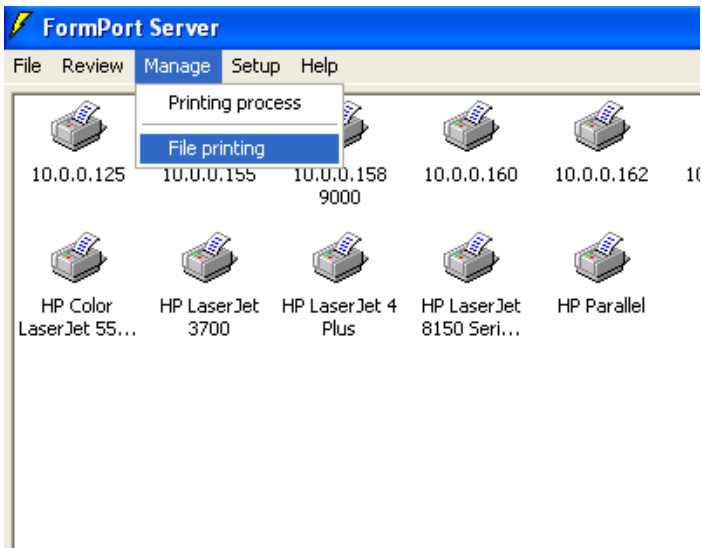 FormPort Server
File Review Manage Setup Help
Printing process
File printing
10.0.0.125 10.0.0.155 10.0.0.158 10.0.0.160 10.0.0.162
9000
HP Color HP LaserJet HP LaserJet 4 HP LaserJet HP Parallel
LaserJet 55... 3700 Plus 8150 Seri...